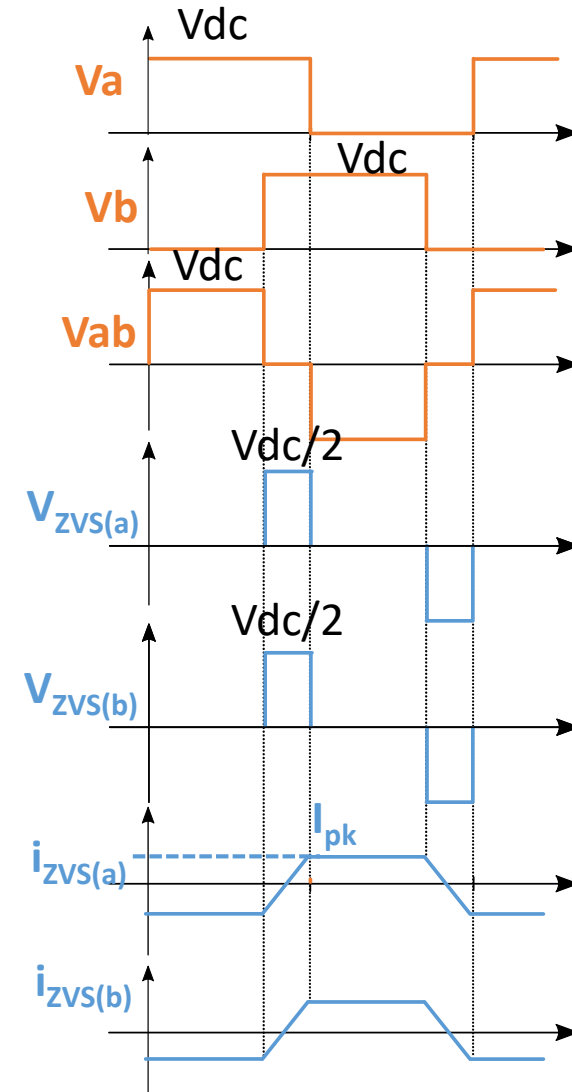 Vdc
Va
Vdc
Vb
Vdc
Vab
Vdc/2
VZVS(a)
Vdc/2
VZVS(b)
Ipk
iZVS(a)
iZVS(b)